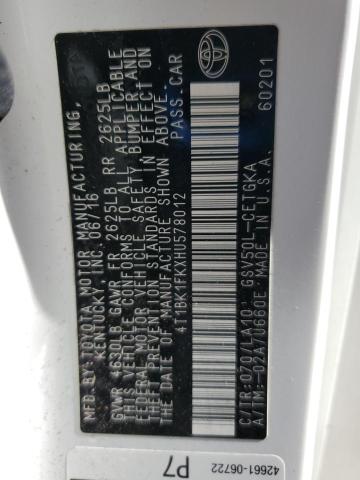 MFD. BY: TOYOTA MOTOR MANUFACTURING,
KENTUCKY, INC. 06/16
GVWR 4630LB GAWR FR 2625LB RR 2625LB
THIS VEHICLE CONFORMS TO ALL APPLICABLE
FEDERAL MOTOR VEHICLE SAFETY BUMPER, AND
THEFT PREVENTION STANDARDS IN EFFECT ON
THE DATE OF MANUFACTURE SHOWN ABOVE.
4T1BK1FKXHU578012 PASS. CAR
C/TR:070/LA10 GSV50L-CETGKA
A/TM:-02A/U660E MADE IN U.S.A. 60201
TOYOTA
42661-06722
P7